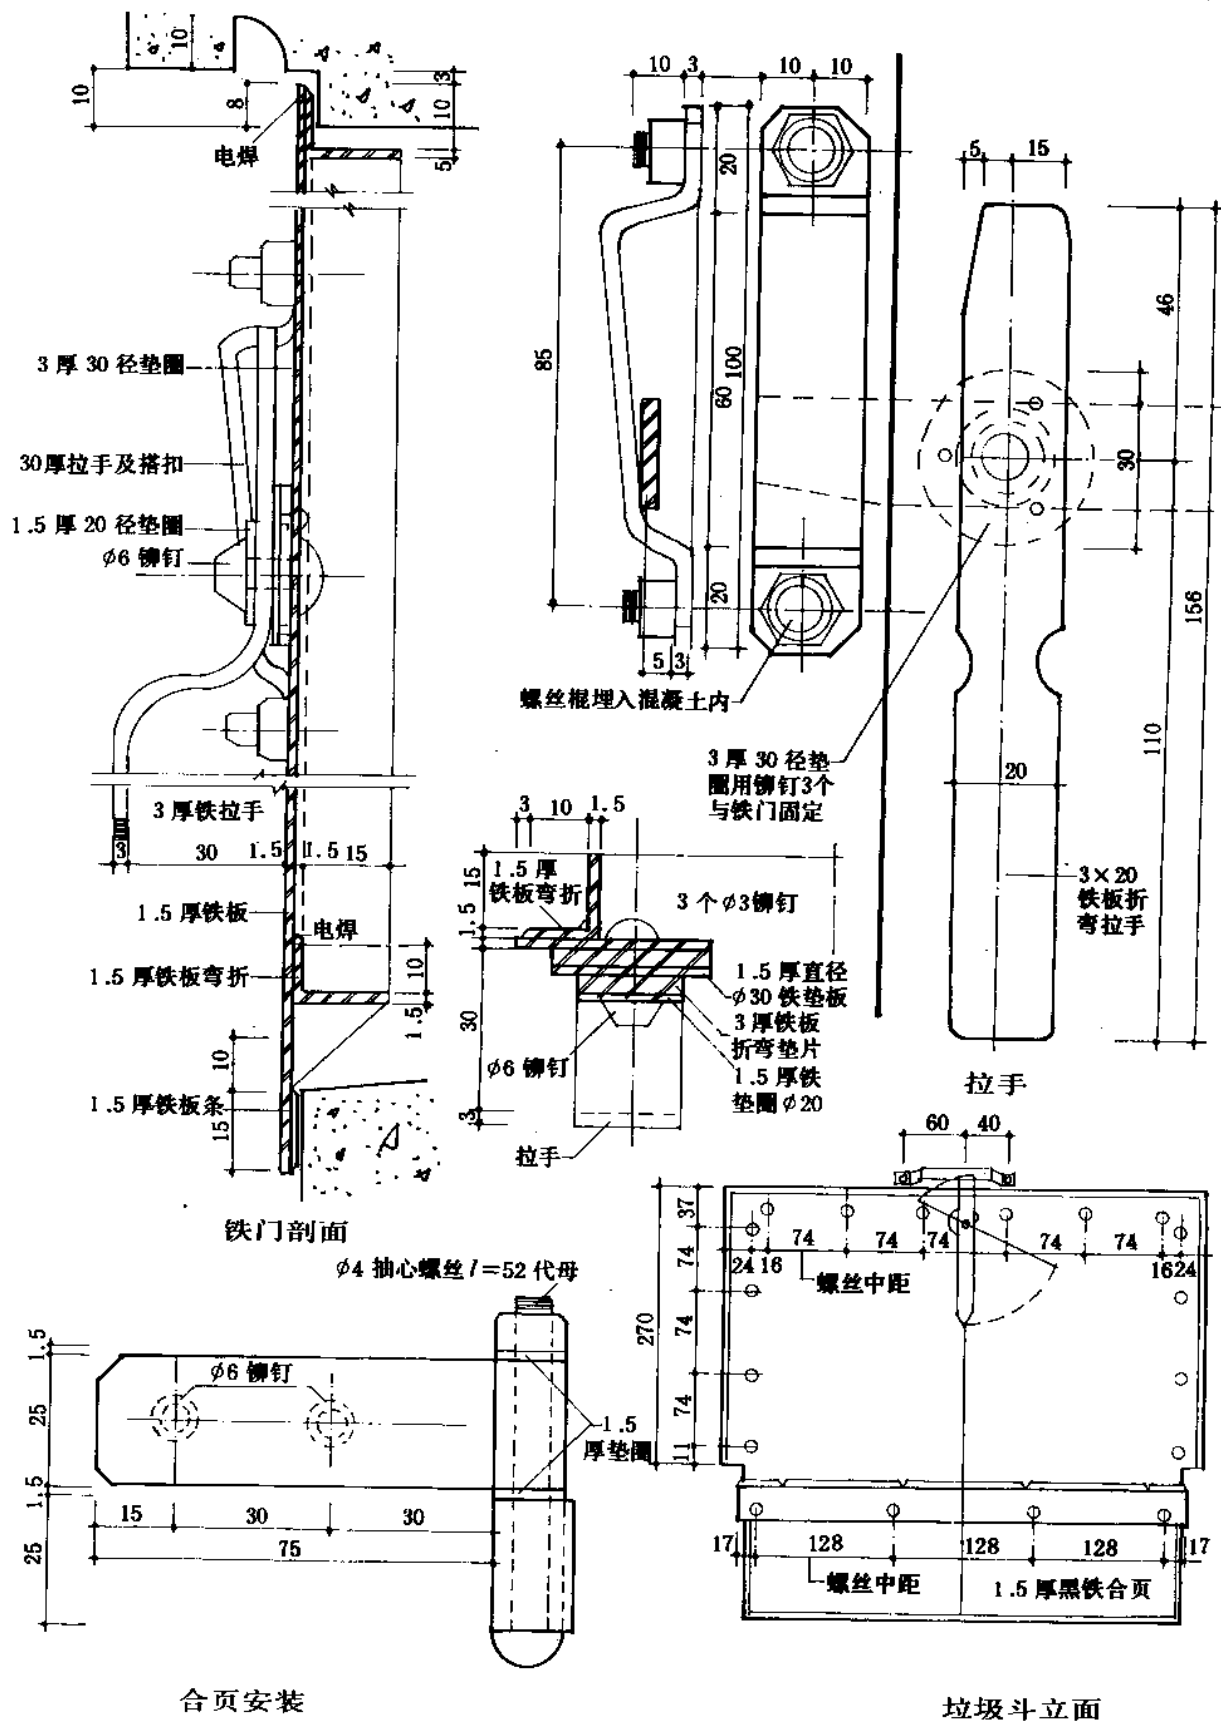 10
10
8
3
10
5
电焊
3 厚 30 径垫圈
30厚拉手及搭扣
1.5 厚 20 径垫圈
φ6 铆钉
3 厚铁拉手
3
30
1.5
1.5
15
1.5 厚铁板
电焊
1.5 厚铁板弯折
10
1.5
10
1.5 厚铁板条
15
铁门剖面
10
3
10
10
20
85
60
100
20
5
3
螺丝棍埋入混凝土内
5
15
46
30
156
110
3 厚 30 径垫
圈用铆钉3个
与铁门固定
20
3×20
铁板折
弯拉手
拉手
3
10
1.5
15
1.5 厚
铁板弯折
1.5
3 个 φ3铆钉
30
1.5 厚直径
φ30 铁垫板
3 厚铁板
折弯垫片
φ6 铆钉
1.5 厚铁
垫圈 φ20
3
拉手
φ4 抽心螺丝 l=52 代母
1.5
φ6 铆钉
25
1.5
厚垫圈
1.5
15
30
30
75
25
合页安装
60
40
37
74
74
74
74
74
24
16
16
24
螺丝中距
270
74
74
11
17
128
128
128
17
螺丝中距
1.5 厚黑铁合页
垃圾斗立面